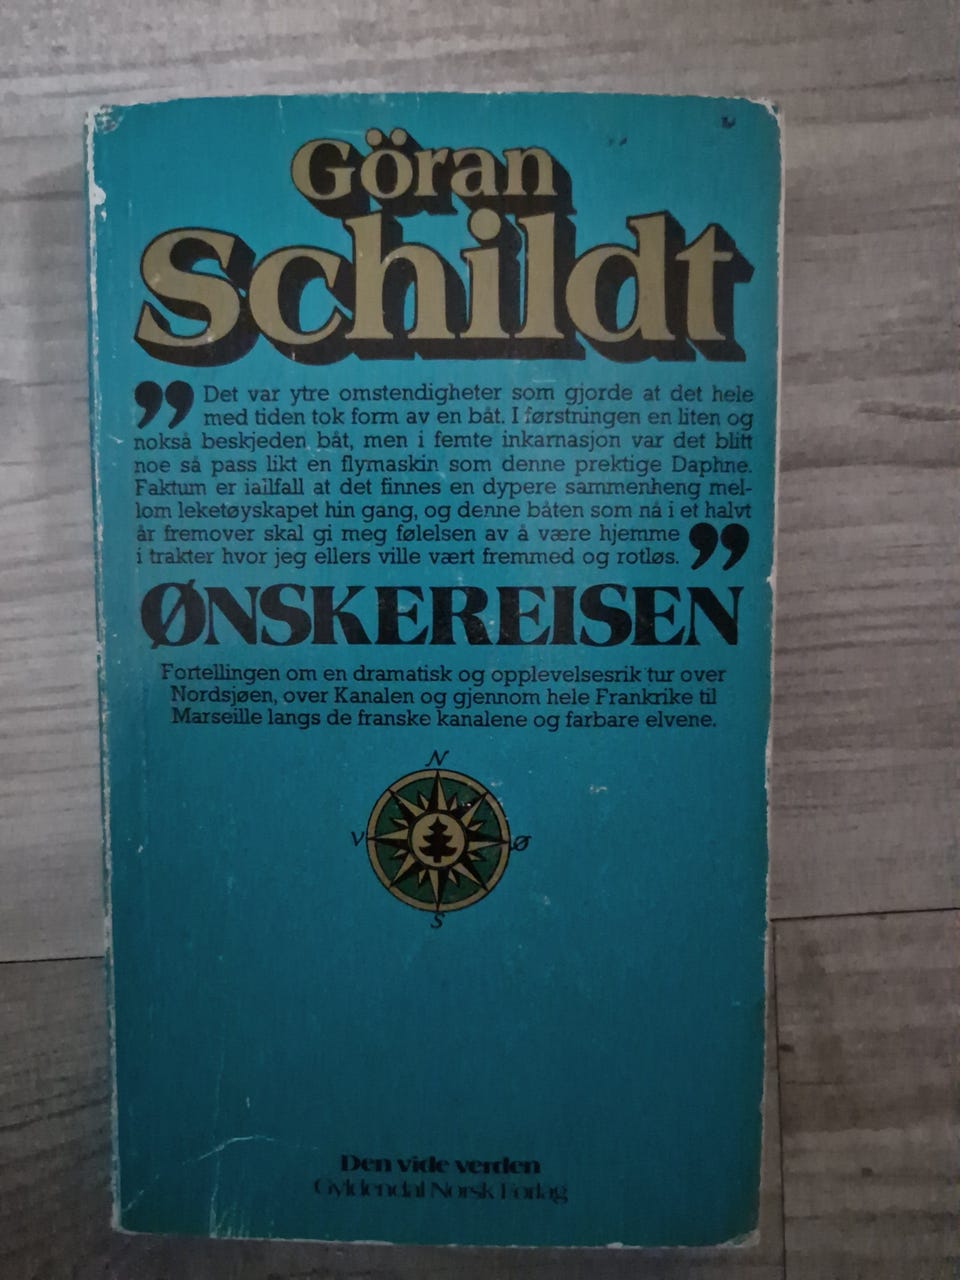 Göran
Schildt
”Det var ytre omstendigheter som gjorde at det hele
med tiden tok form av en båt. I førstningen en liten og
nokså beskjeden båt, men i femte inkarnasjon var det blitt
noe så pass likt en flymaskin som denne prektige Daphne.
Faktum er iallfall at det finnes en dypere sammenheng mel-
lom leketøyskapet hin gang, og denne båten som nå i et halvt
år fremover skal gi meg følelsen av å være hjemme
i trakter hvor jeg ellers ville vært fremmed og rotløs.”
ØNSKEREISEN
Fortellingen om en dramatisk og opplevelsesrik tur over
Nordsjøen, over Kanalen og gjennom hele Frankrike til
Marseille langs de franske kanalene og farbare elvene.
N
V Ø
S
Den vide verden
Gyldendal Norsk Forlag